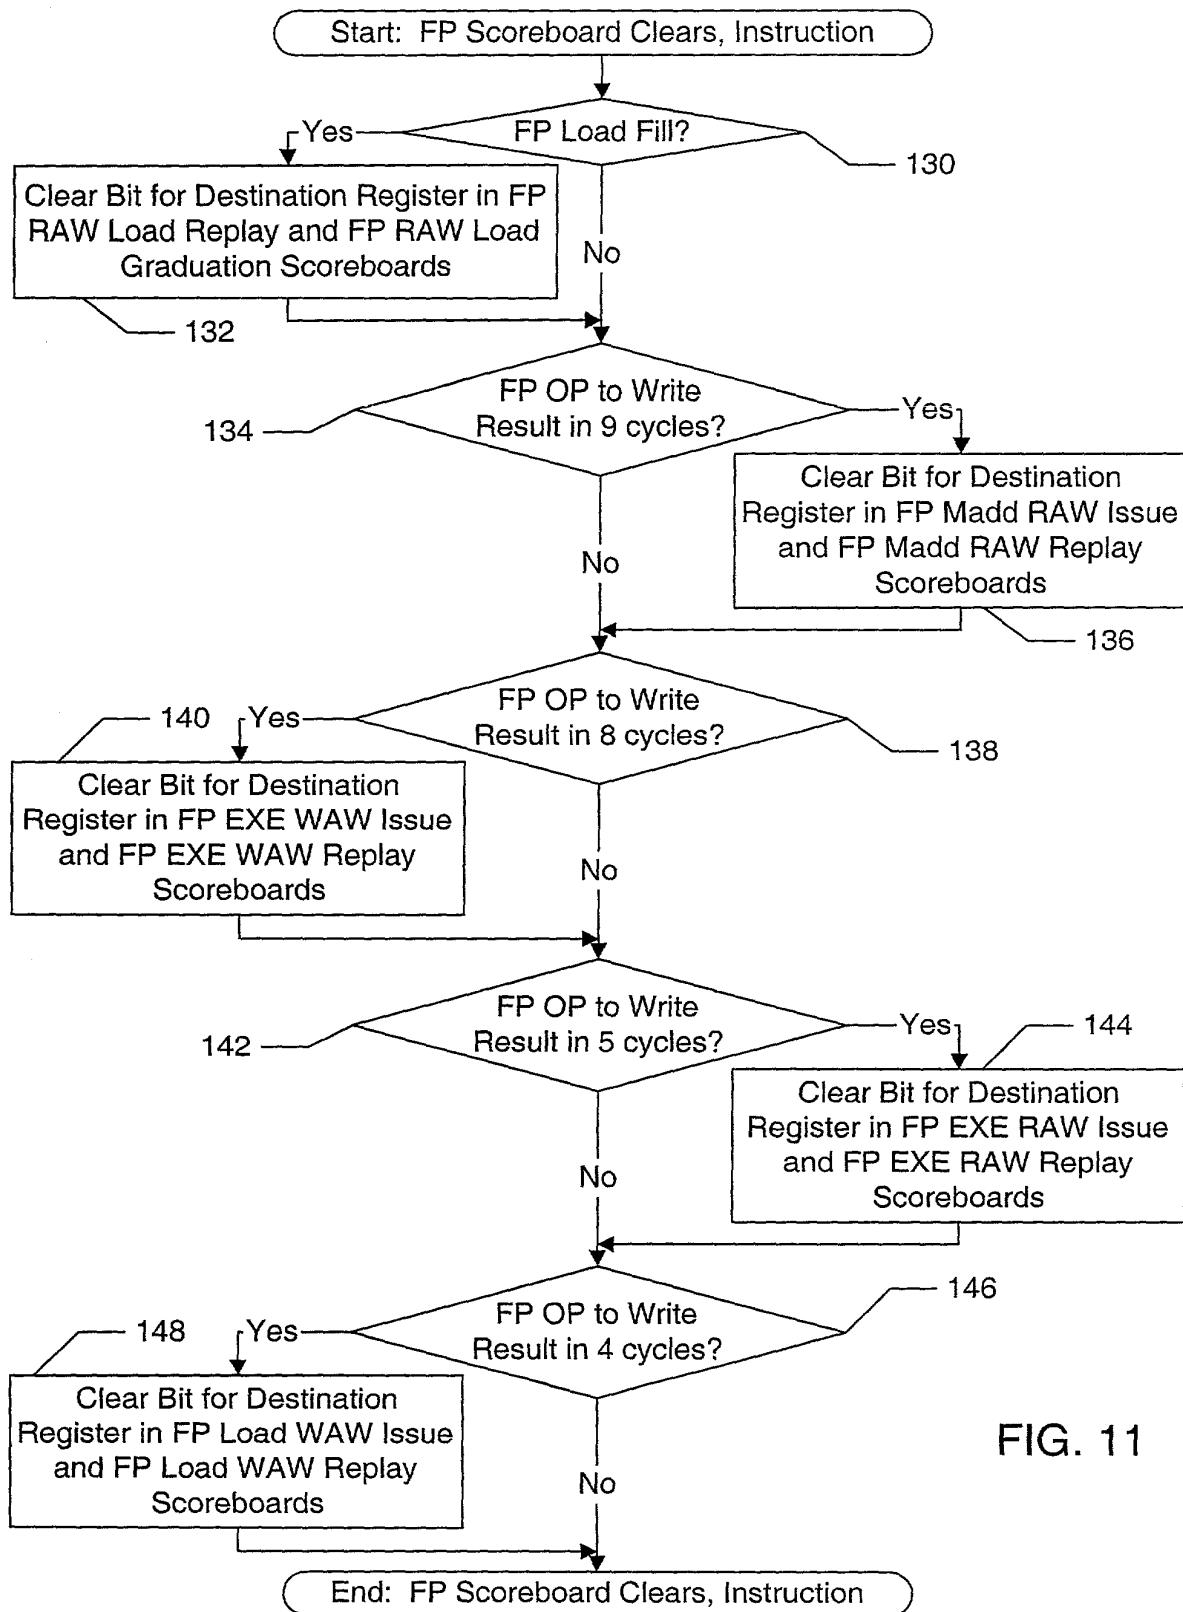 Start: FP Scoreboard Clears, Instruction
FP Load Fill?
Yes
130
Clear Bit for Destination Register in FP
RAW Load Replay and FP RAW Load
Graduation Scoreboards
No
132
FP OP to Write
Result in 9 cycles?
Yes
134
Clear Bit for Destination
Register in FP Madd RAW Issue
and FP Madd RAW Replay
Scoreboards
No
136
FP OP to Write
Result in 8 cycles?
140
Yes
138
Clear Bit for Destination
Register in FP EXE WAW Issue
and FP EXE WAW Replay
Scoreboards
No
FP OP to Write
Result in 5 cycles?
142
Yes
144
Clear Bit for Destination
Register in FP EXE RAW Issue
and FP EXE RAW Replay
Scoreboards
No
146
FP OP to Write
Result in 4 cycles?
148
Yes
Clear Bit for Destination
Register in FP Load WAW Issue
and FP Load WAW Replay
Scoreboards
No
FIG. 11
End: FP Scoreboard Clears, Instruction